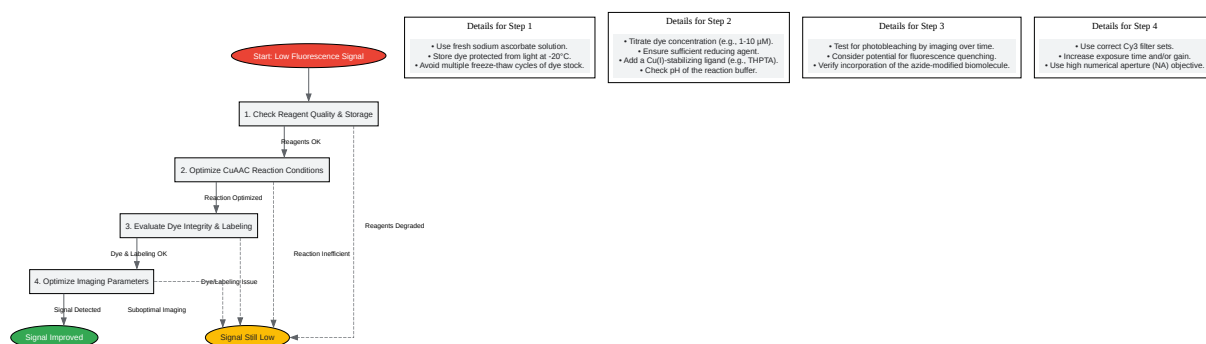 Start: Low Fluorescence Signal
1. Check Reagent Quality & Storage
Reagents OK
2. Optimize CuAAC Reaction Conditions
Reaction Optimized
Reagents Degraded
3. Evaluate Dye Integrity & Labeling
Dye & Labeling OK
Reaction Inefficient
4. Optimize Imaging Parameters
Dye/Labeling Issue
Signal Detected
Suboptimal Imaging
Signal Improved
Signal Still Low
Details for Step 1
• Use fresh sodium ascorbate solution.
• Store dye protected from light at -20°C.
• Avoid multiple freeze-thaw cycles of dye stock.
Details for Step 2
• Titrate dye concentration (e.g., 1-10 µM).
• Ensure sufficient reducing agent.
• Add a Cu(I)-stabilizing ligand (e.g., THPTA).
• Check pH of the reaction buffer.
Details for Step 3
• Test for photobleaching by imaging over time.
• Consider potential for fluorescence quenching.
• Verify incorporation of the azide-modified biomolecule.
Details for Step 4
• Use correct Cy3 filter sets.
• Increase exposure time and/or gain.
• Use high numerical aperture (NA) objective.